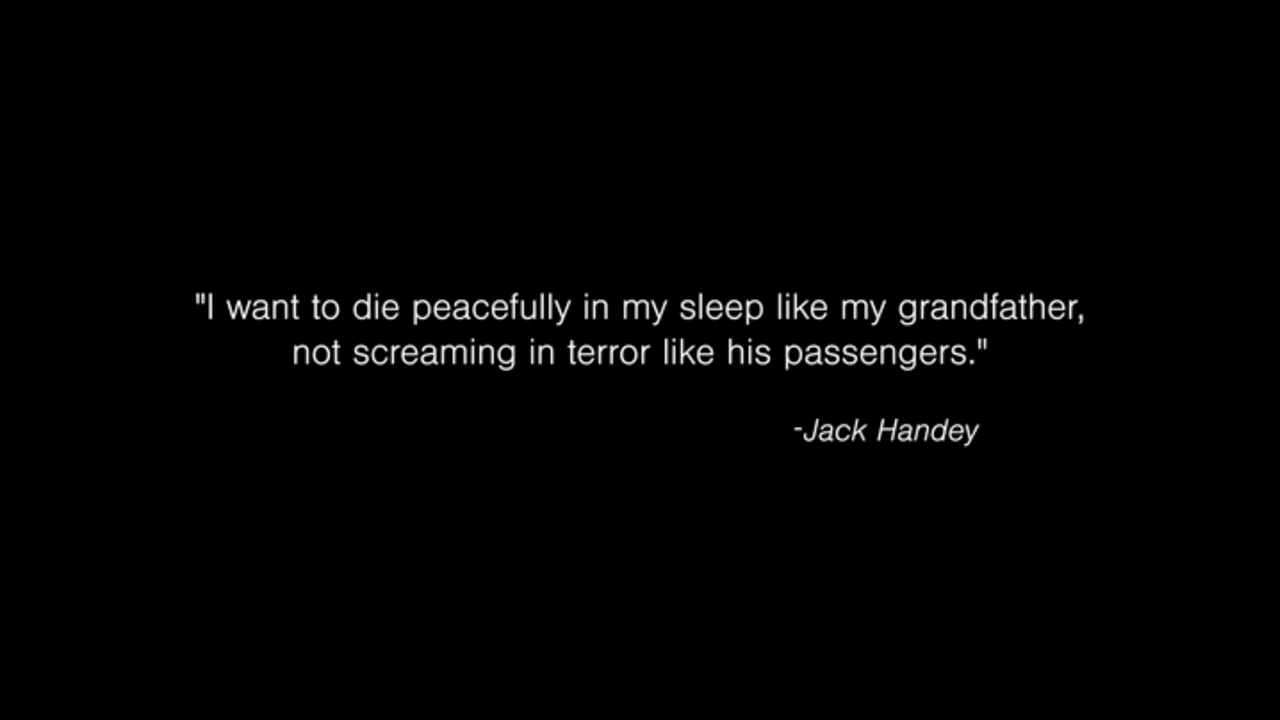 "I want to die peacefully in my sleep like my grandfather,
not screaming in terror like his passengers."
-Jack Handey